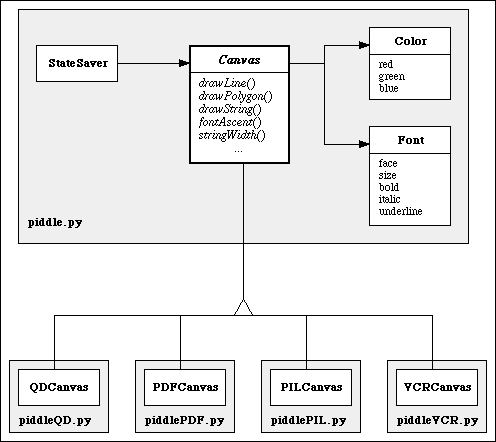 StateSaver
Canvas
drawLine()
drawPolygon()
drawString()
fontAscent()
stringWidth()
...
Color
red
green
blue
Font
face
size
bold
italic
underline
piddle.py
QDCanvas
piddleQD.py
PDFCanvas
piddlePDF.py
PILCanvas
piddlePIL.py
VCRCanvas
piddleVCR.py